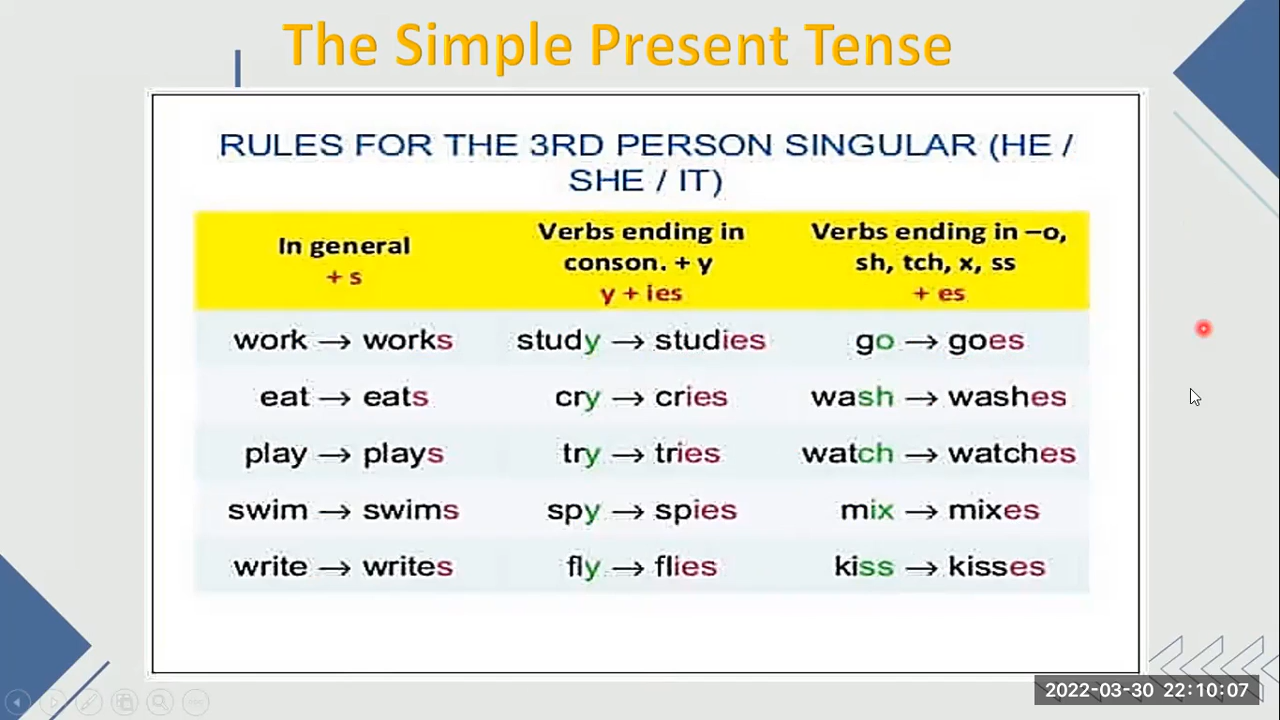 The Simple Present Tense
RULES FOR THE 3RD PERSON SINGULAR (HE /
SHE / IT)
In general
+ s
Verbs ending in
conson. + y
y + ies
Verbs ending in –o,
sh, tch, x, ss
+ es
work → works study → studies go → goes
eat → eats cry → cries wash → washes
play → plays try → tries watch → watches
swim → swims spy → spies mix → mixes
write → writes fly → flies kiss → kisses
2022-03-30 22:10:07